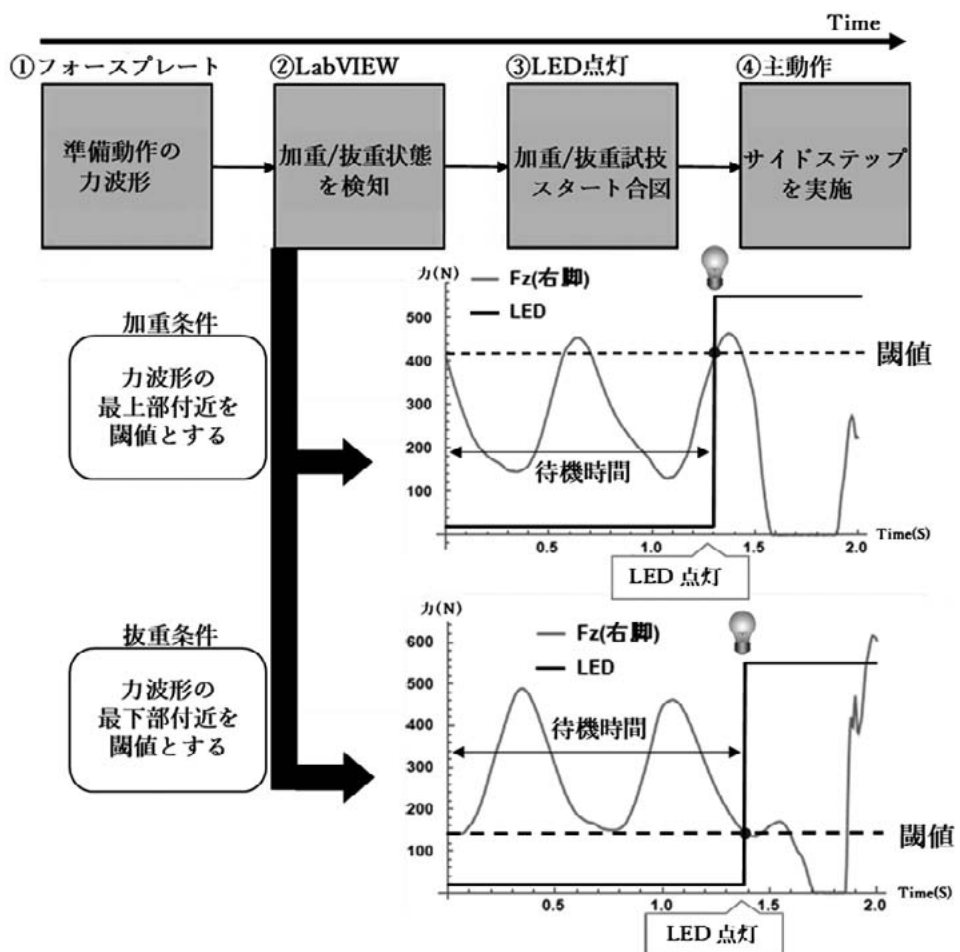 Time
①フォースプレート
②LabVIEW
③LED点灯
④主動作
準備動作の
力波形
加重/抜重状態
を検知
加重/抜重試技
スタート合図
サイドステップ
を実施
加重条件
力波形の
最上部付近を
閾値とする
力(N)
Fz(右脚)
LED
500
400
300
200
100
閾値
待機時間
0.5
1.0
1.5
2.0
Time(S)
LED 点灯
抜重条件
力波形の
最下部付近を
閾値とする
力(N)
Fz(右脚)
LED
600
500
400
300
200
100
待機時間
閾値
0.5
1.0
1.5
2.0
Time(S)
LED 点灯